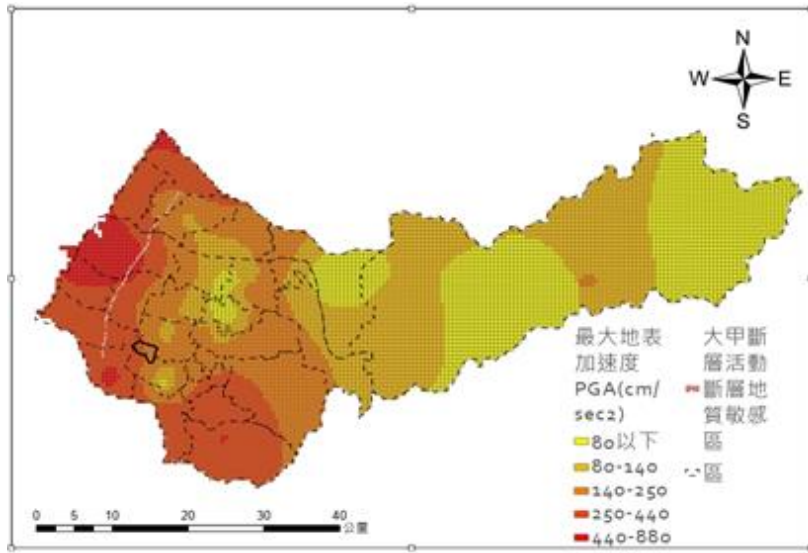 N
W E
S
最大地表
加速度
PGA(cm/
sec2)
80以下
80-140
140-250
250-440
440-880
大甲斷
層活動
斷層地
質敏感
區
區
0 5 10 20 30 40
公里